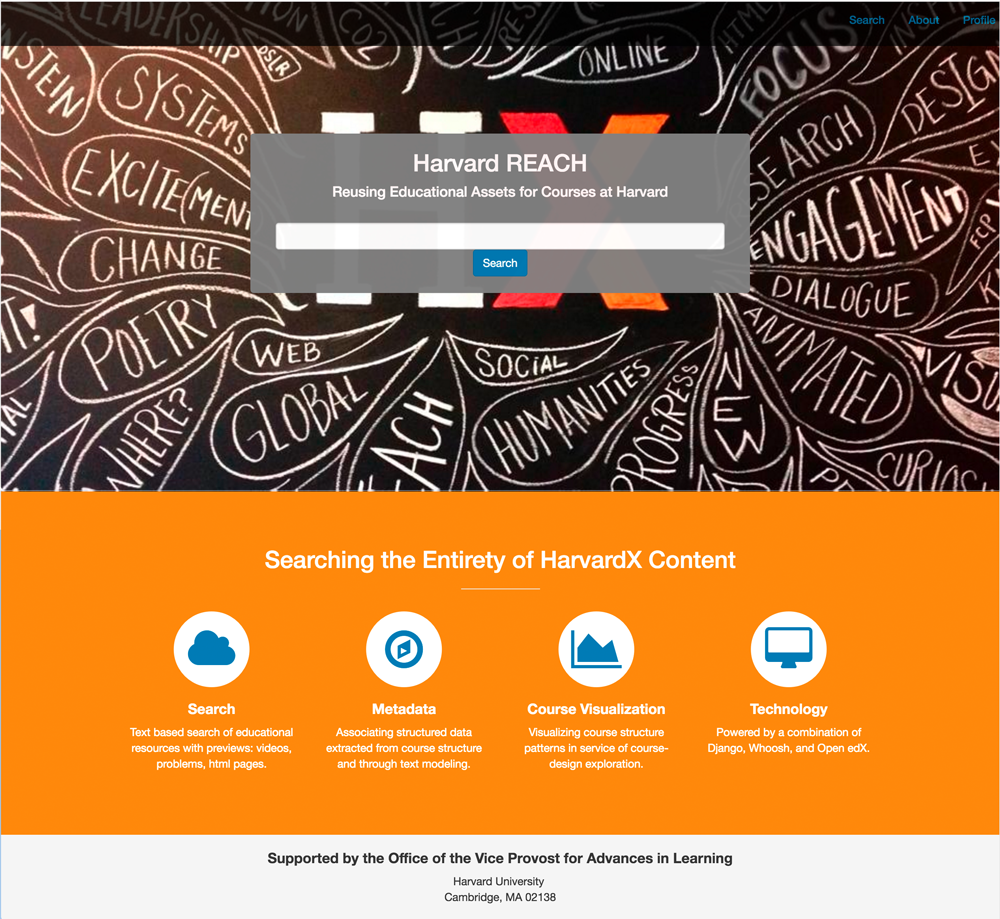 Search About Profile
LEADERSHIP
CO2
HTML
DSLR
ONLINE
FOCUS
SYSTEMS
DESIGN
EXCITE(MENT
HX
Harvard REACH
Reusing Educational Assets for Courses at Harvard
Search
ENGAGEMENT
CHANGE
DIALOGUE
POETRY
WEB
SOCIAL
ANIMATED
GLOBAL
HUMANITIES
PROGRESS
NEW
WHERE?
Searching the Entirety of HarvardX Content
Search
Text based search of educational
resources with previews: videos,
problems, html pages.
Metadata
Associating structured data
extracted from course structure
and through text modeling.
Course Visualization
Visualizing course structure
patterns in service of course-
design exploration.
Technology
Powered by a combination of
Django, Whoosh, and Open edX.
Supported by the Office of the Vice Provost for Advances in Learning
Harvard University
Cambridge, MA 02138